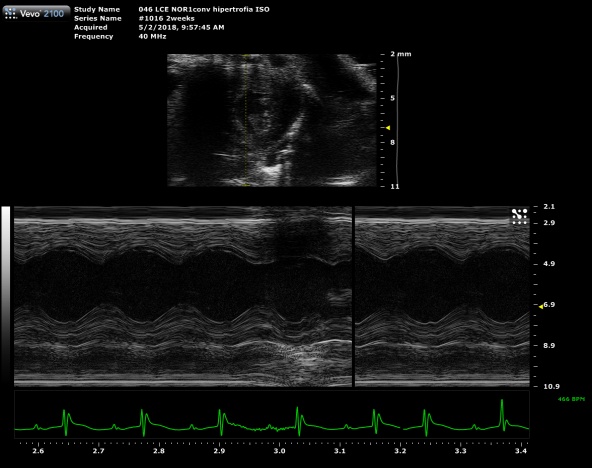 Vevo 2100
Study Name 046 LCE NOR1conv hipertrofia ISO
Series Name #1016 2weeks
Acquired 5/2/2018, 9:57:45 AM
Frequency 40 MHz
2 mm
5
8
11
2.1
2.9
4.9
6.9
8.9
10.9
466 BPM
2.6 2.7 2.8 2.9 3.0 3.1 3.2 3.3 3.4